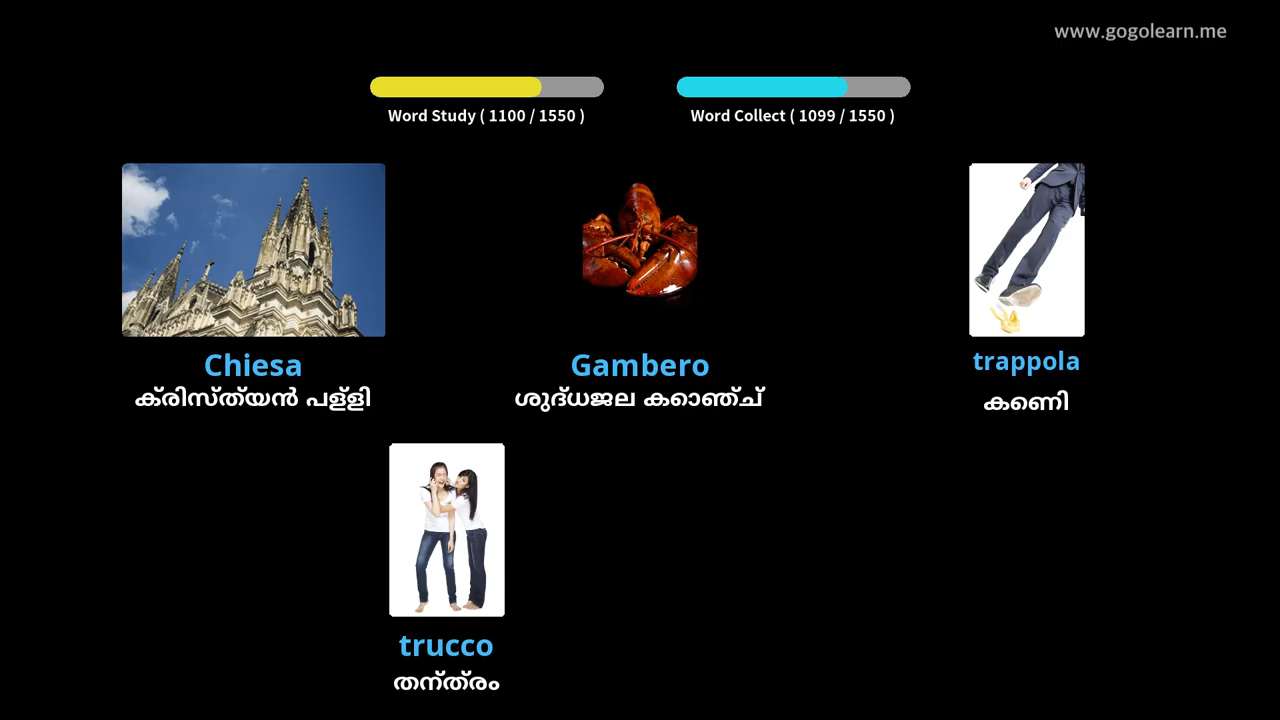 www.gogolearn.me
Word Study ( 1100 / 1550 )
Word Collect ( 1099 / 1550 )
Chiesa
ക്രിസ്ത്യൻ പള്ളി
Gambero
ശുദ്ധജല കൊഞ്ച്
trappola
കെണി
trucco
തന്ത്രം